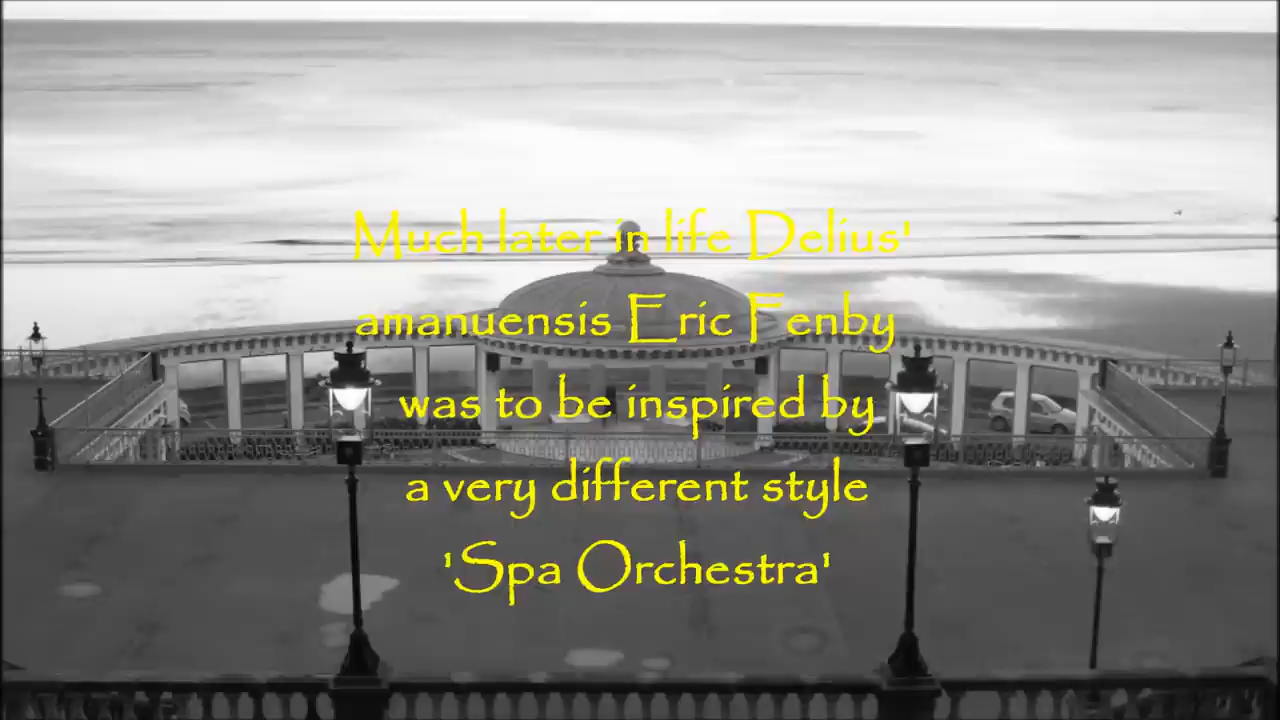 Much later in life Delius'
amanuensis Eric Fenby
was to be inspired by
a very different style
'Spa Orchestra'